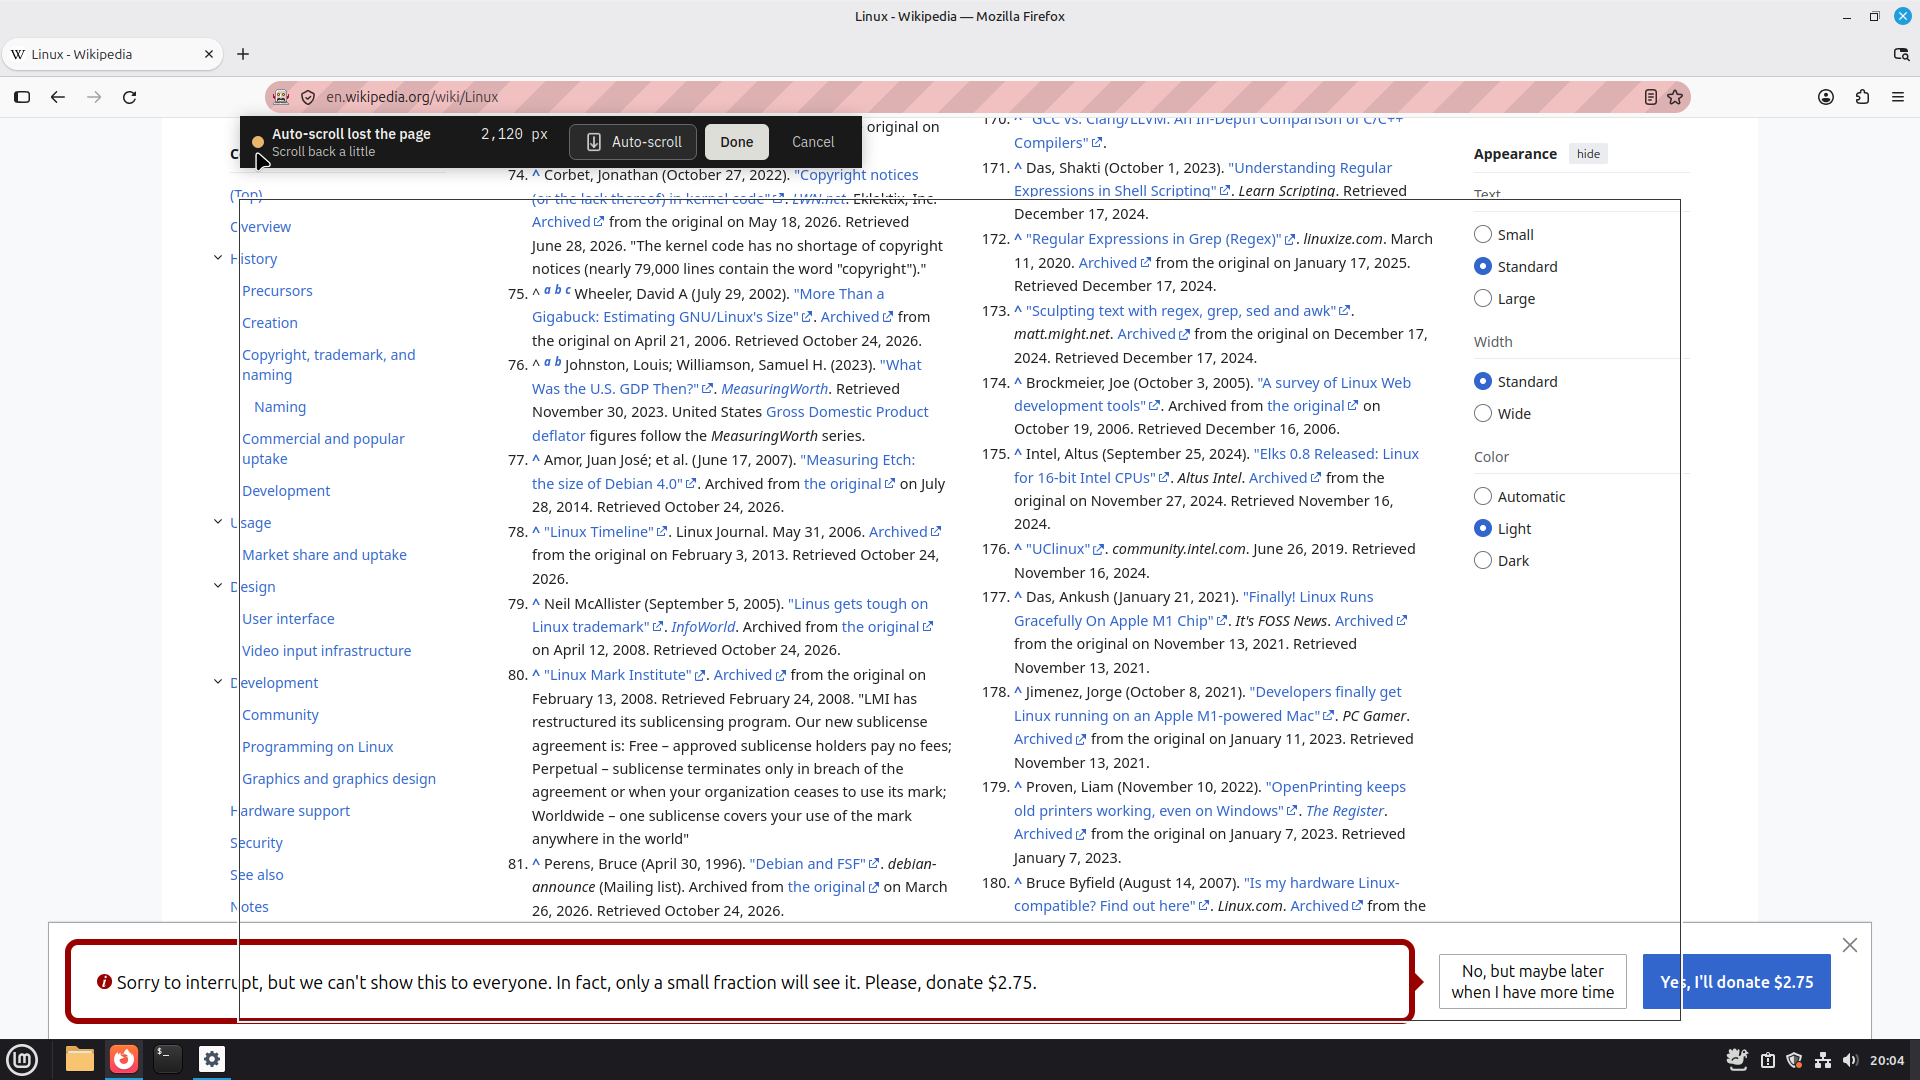 Linux - Wikipedia — Mozilla Firefox
Linux - Wikipedia
en.wikipedia.org/wiki/Linux
Auto-scroll lost the page
Scroll back a little
2,120 px
Auto-scroll
Done
Cancel
(Top)
Overview
History
Precursors
Creation
Copyright, trademark, and
naming
Naming
Commercial and popular
uptake
Development
Usage
Market share and uptake
Design
User interface
Video input infrastructure
Development
Community
Programming on Linux
Graphics and graphics design
Hardware support
Security
See also
Notes
original on
74. ^ Corbet, Jonathan (October 27, 2022). "Copyright notices
(or the lack thereof) in kernel code". LWN.net. Eklektix, Inc.
Archived from the original on May 18, 2026. Retrieved
June 28, 2026. "The kernel code has no shortage of copyright
notices (nearly 79,000 lines contain the word "copyright")."
75. ^ a b c Wheeler, David A (July 29, 2002). "More Than a
Gigabuck: Estimating GNU/Linux's Size". Archived from
the original on April 21, 2006. Retrieved October 24, 2026.
76. ^ a b Johnston, Louis; Williamson, Samuel H. (2023). "What
Was the U.S. GDP Then?". MeasuringWorth. Retrieved
November 30, 2023. United States Gross Domestic Product
deflator figures follow the MeasuringWorth series.
77. ^ Amor, Juan José; et al. (June 17, 2007). "Measuring Etch:
the size of Debian 4.0". Archived from the original on July
28, 2014. Retrieved October 24, 2026.
78. ^ "Linux Timeline". Linux Journal. May 31, 2006. Archived
from the original on February 3, 2013. Retrieved October 24,
2026.
79. ^ Neil McAllister (September 5, 2005). "Linus gets tough on
Linux trademark". InfoWorld. Archived from the original
on April 12, 2008. Retrieved October 24, 2026.
80. ^ "Linux Mark Institute". Archived from the original on
February 13, 2008. Retrieved February 24, 2008. "LMI has
restructured its sublicensing program. Our new sublicense
agreement is: Free – approved sublicense holders pay no fees;
Perpetual – sublicense terminates only in breach of the
agreement or when your organization ceases to use its mark;
Worldwide – one sublicense covers your use of the mark
anywhere in the world"
81. ^ Perens, Bruce (April 30, 1996). "Debian and FSF". debian-
announce (Mailing list). Archived from the original on March
26, 2026. Retrieved October 24, 2026.
170. ^ "GCC vs. Clang/LLVM: An In-Depth Comparison of C/C++
Compilers".
171. ^ Das, Shakti (October 1, 2023). "Understanding Regular
Expressions in Shell Scripting". Learn Scripting. Retrieved
December 17, 2024.
172. ^ "Regular Expressions in Grep (Regex)". linuxize.com. March
11, 2020. Archived from the original on January 17, 2025.
Retrieved December 17, 2024.
173. ^ "Sculpting text with regex, grep, sed and awk".
matt.might.net. Archived from the original on December 17,
2024. Retrieved December 17, 2024.
174. ^ Brockmeier, Joe (October 3, 2005). "A survey of Linux Web
development tools". Archived from the original on
October 19, 2006. Retrieved December 16, 2006.
175. ^ Intel, Altus (September 25, 2024). "Elks 0.8 Released: Linux
for 16-bit Intel CPUs". Altus Intel. Archived from the
original on November 27, 2024. Retrieved November 16,
2024.
176. ^ "UClinux". community.intel.com. June 26, 2019. Retrieved
November 16, 2024.
177. ^ Das, Ankush (January 21, 2021). "Finally! Linux Runs
Gracefully On Apple M1 Chip". It's FOSS News. Archived
from the original on November 13, 2021. Retrieved
November 13, 2021.
178. ^ Jimenez, Jorge (October 8, 2021). "Developers finally get
Linux running on an Apple M1-powered Mac". PC Gamer.
Archived from the original on January 11, 2023. Retrieved
November 13, 2021.
179. ^ Proven, Liam (November 10, 2022). "OpenPrinting keeps
old printers working, even on Windows". The Register.
Archived from the original on January 7, 2023. Retrieved
January 7, 2023.
180. ^ Bruce Byfield (August 14, 2007). "Is my hardware Linux-
compatible? Find out here". Linux.com. Archived from the
Appearance hide
Text
Small
Standard
Large
Width
Standard
Wide
Color
Automatic
Light
Dark
Sorry to interrupt, but we can't show this to everyone. In fact, only a small fraction will see it. Please, donate $2.75.
No, but maybe later
when I have more time
Yes, I'll donate $2.75
20:04